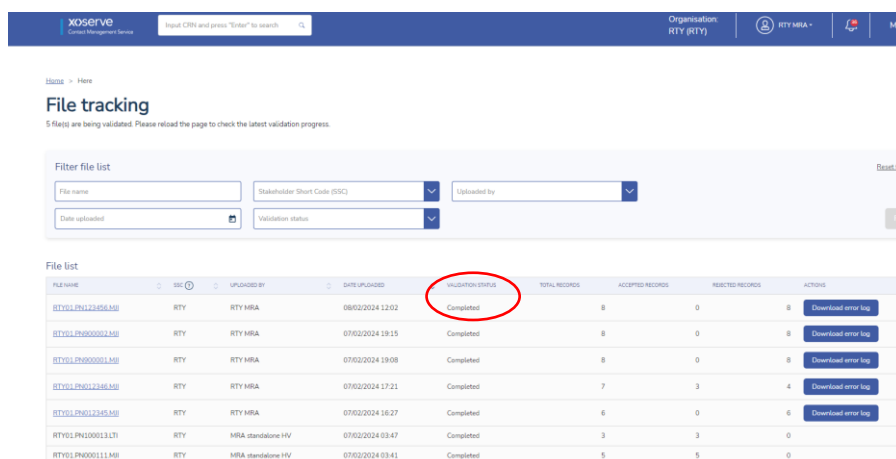 xoserve
Contact Management Service
Input CRN and press "Enter" to search
Organisation:
RTY (RTY)
RTY MRA
Home > Here
File tracking
5 file(s) are being validated. Please reload the page to check the latest validation progress.
Filter file list
Reset
File name
Stakeholder Short Code (SSC)
Uploaded by
Date uploaded
Validation status
File list
FILE NAME SSC ? UPLOADED BY DATE UPLOADED VALIDATION STATUS TOTAL RECORDS ACCEPTED RECORDS REJECTED RECORDS ACTIONS
RTY01.PN123456.MJI RTY RTY MRA 08/02/2024 12:02 Completed 8 0 8 Download error log
RTY01.PN900002.MJI RTY RTY MRA 07/02/2024 19:15 Completed 8 0 8 Download error log
RTY01.PN900001.MJI RTY RTY MRA 07/02/2024 19:08 Completed 8 0 8 Download error log
RTY01.PN012346.MJI RTY RTY MRA 07/02/2024 17:21 Completed 7 3 4 Download error log
RTY01.PN012345.MJI RTY RTY MRA 07/02/2024 16:27 Completed 6 0 6 Download error log
RTY01.PN100013.LTI RTY MRA standalone HV 07/02/2024 03:47 Completed 3 3 0
RTY01.PN000111.MJI RTY MRA standalone HV 07/02/2024 03:41 Completed 5 5 0